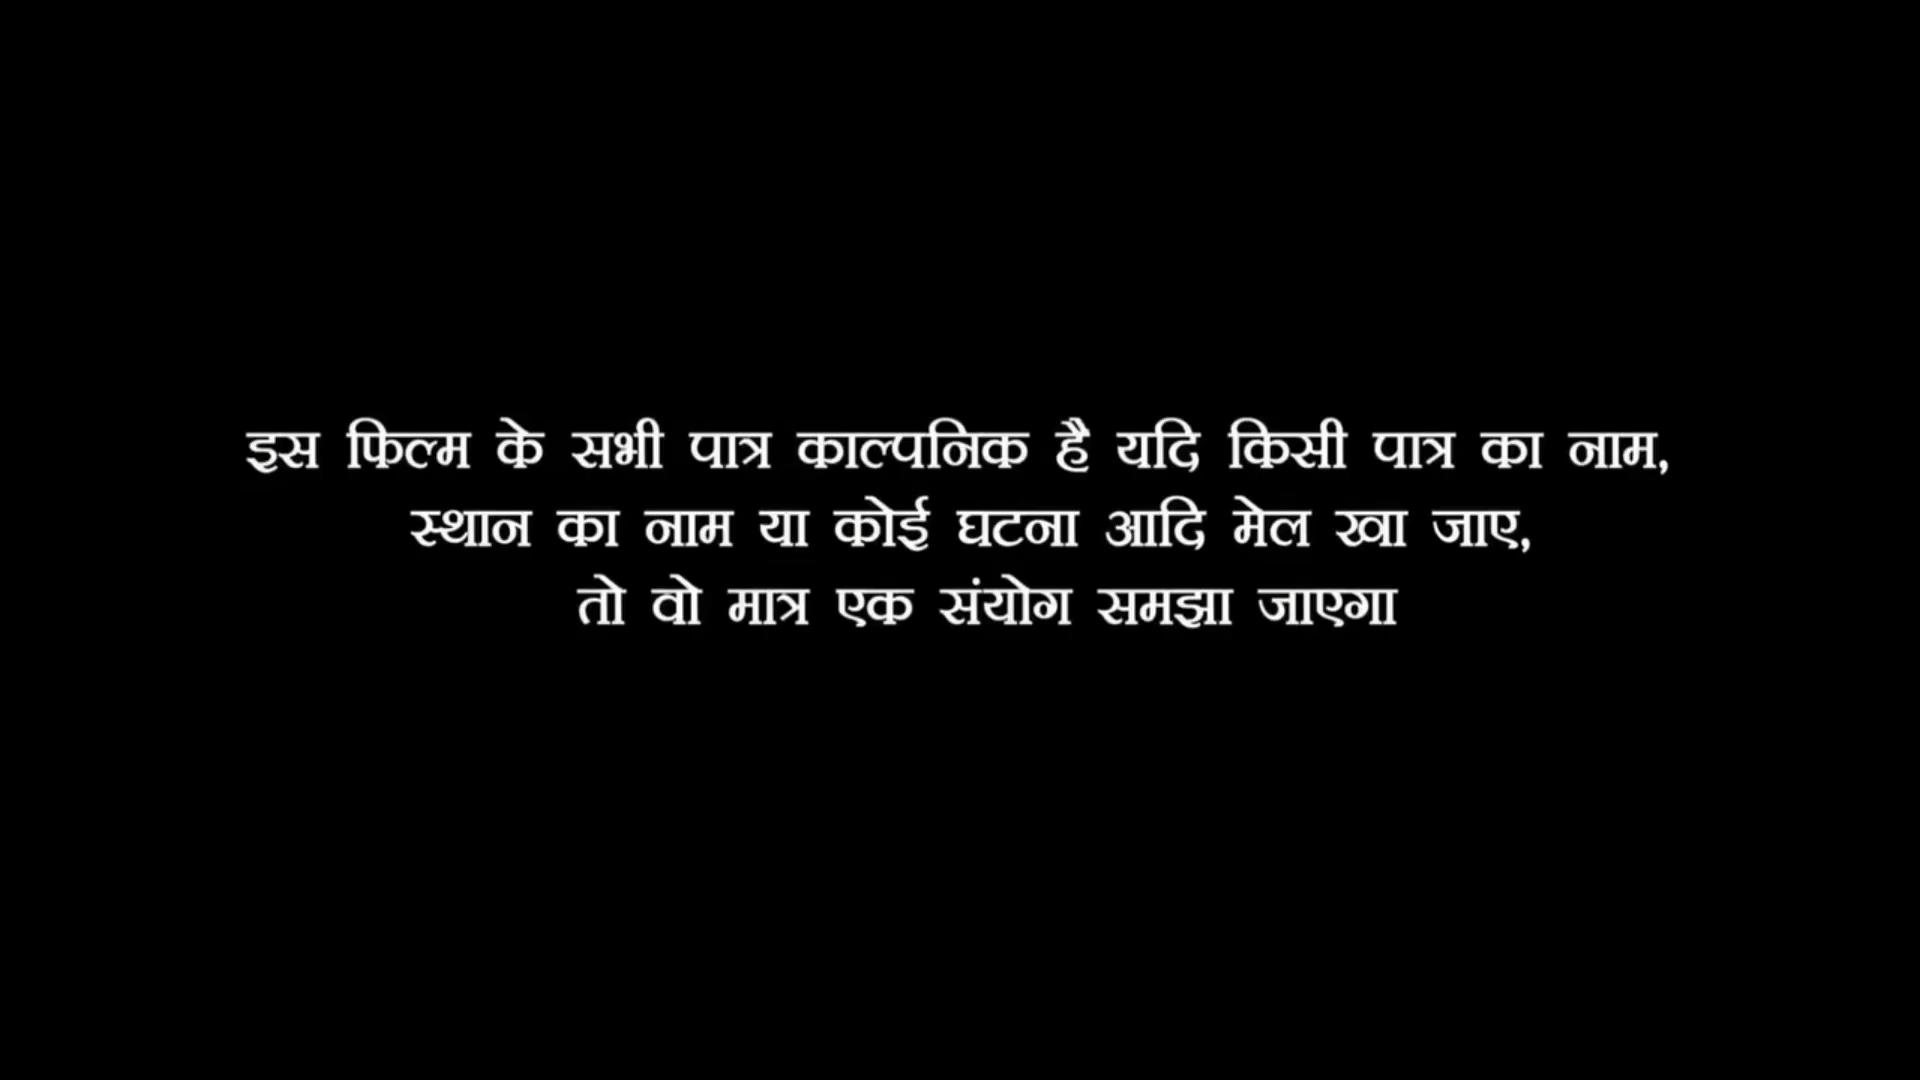 इस फिल्म के सभी पात्र काल्पनिक है यदि किसी पात्र का नाम,
स्थान का नाम या कोई घटना आदि मेल खा जाए,
तो वो मात्र एक संयोग समझा जाएगा